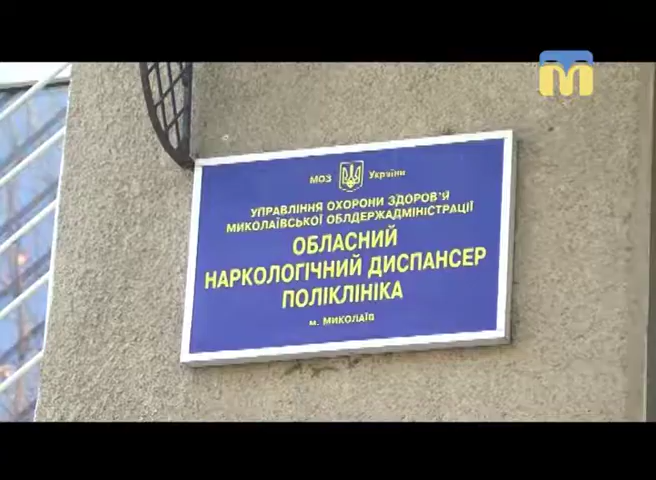 М
МОЗ України
УПРАВЛІННЯ ОХОРОНИ ЗДОРОВ'Я
МИКОЛАЇВСЬКОЇ ОБЛДЕРЖАДМІНІСТРАЦІЇ
ОБЛАСНИЙ
НАРКОЛОГІЧНИЙ ДИСПАНСЕР
ПОЛІКЛІНІКА
м. МИКОЛАЇВ